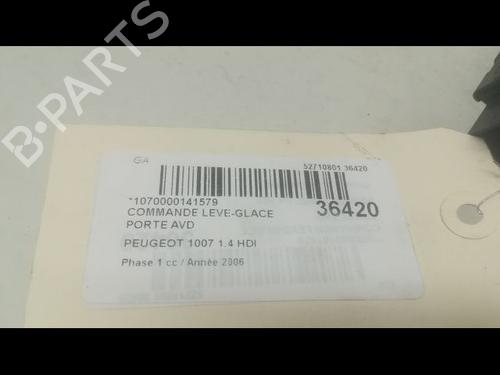 GA
52710801 36420
*1070000141579
COMMANDE LEVE-GLACE
36420
PORTE AVD
PEUGEOT 1007 1.4 HDI
Phase 1 cc / Année 2006